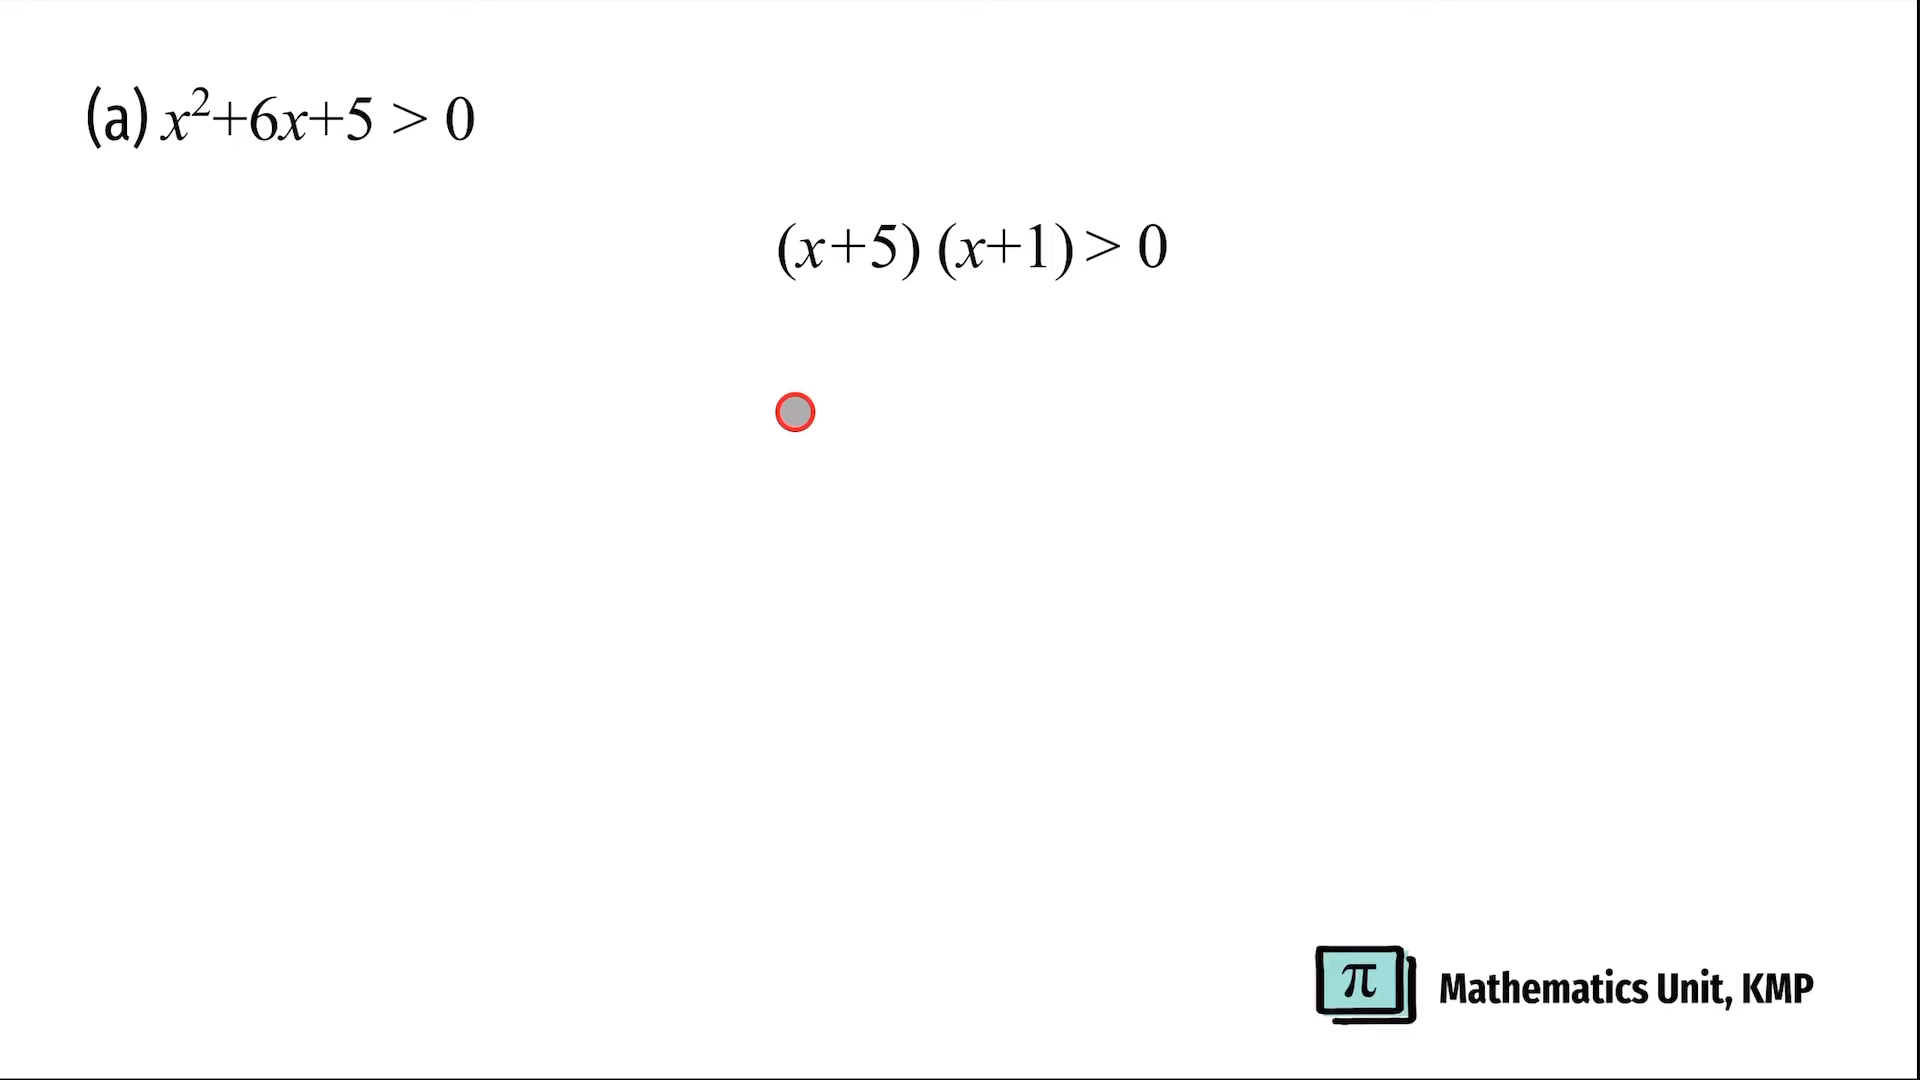 (a) x²+6x+5 > 0
(x+5) (x+1) > 0
π
Mathematics Unit, KMP